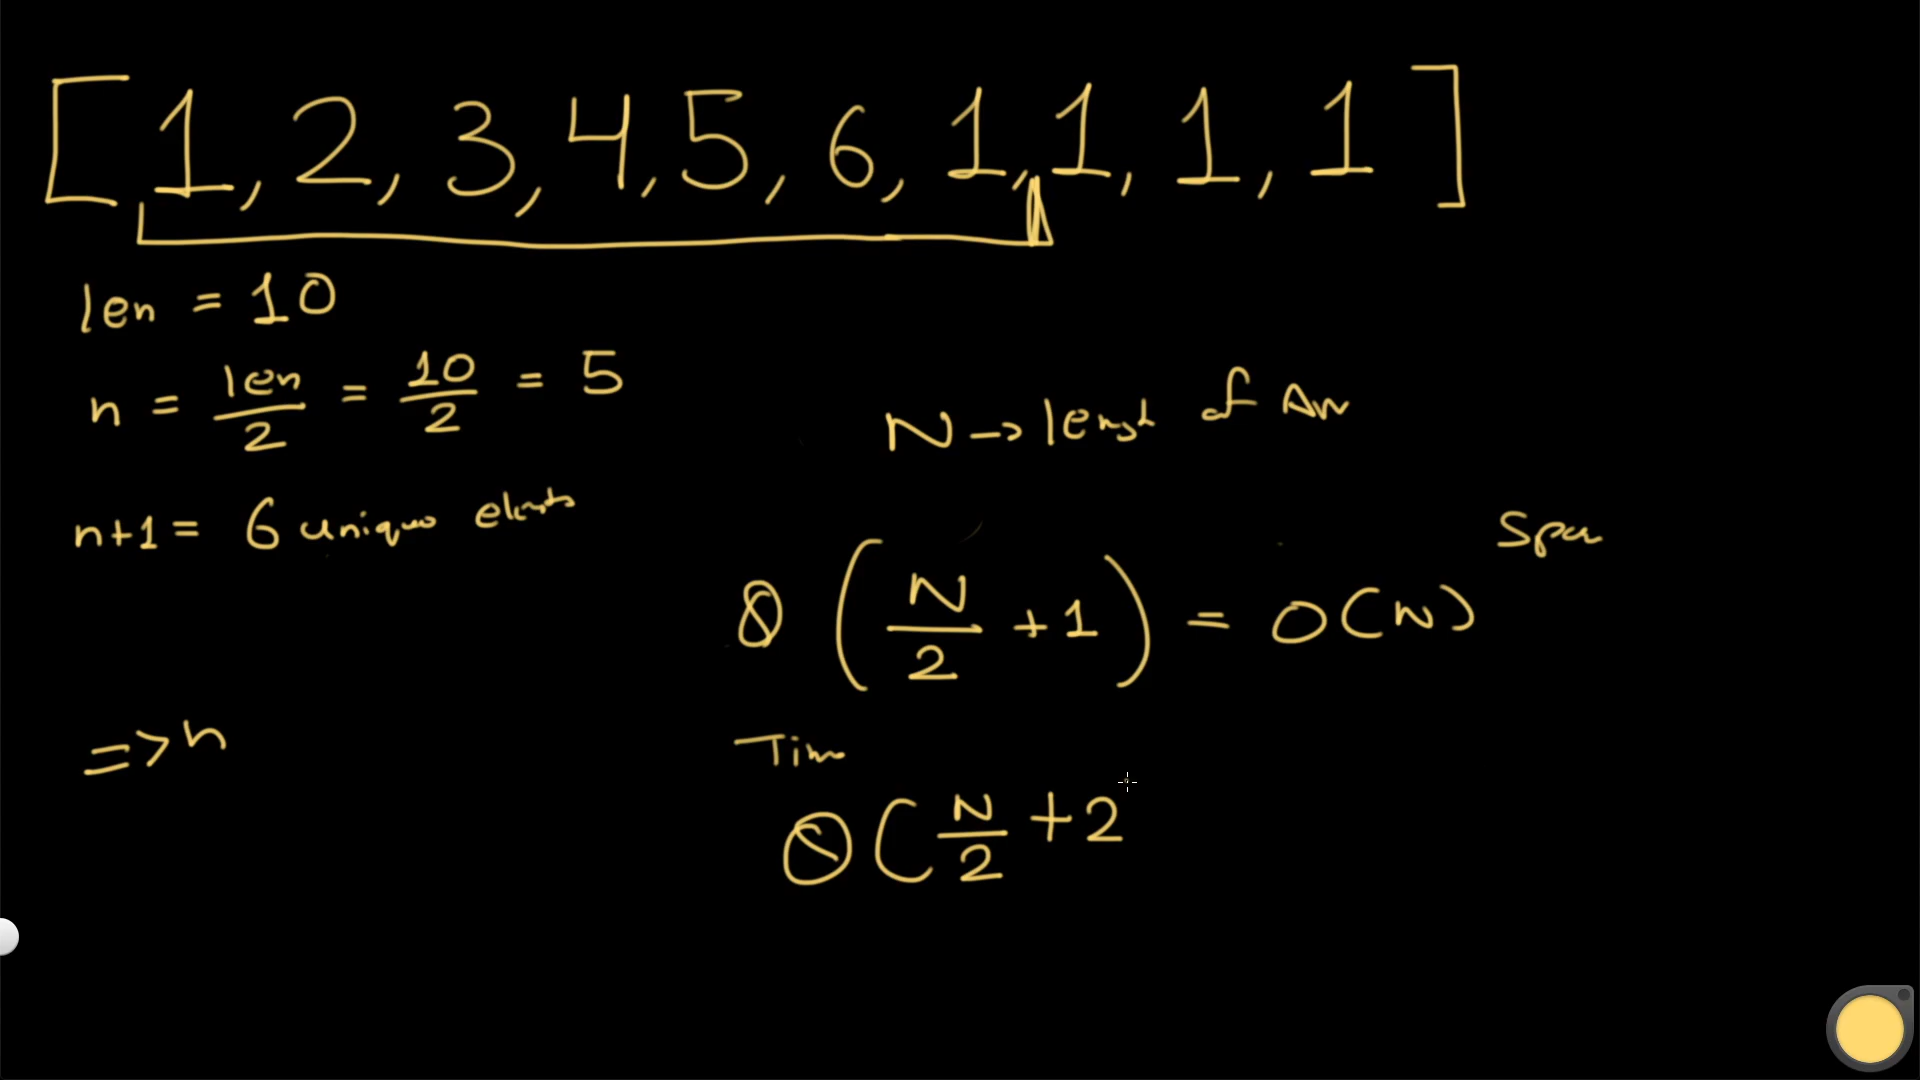 [1, 2, 3, 4, 5, 6, 1, 1, 1, 1]
len = 10
n = len/2 = 10/2 = 5
N → length of Arr
n+1 = 6 unique elements
Space
O(N/2 + 1) = O(N)
=> n
Time
O(N/2 + 2